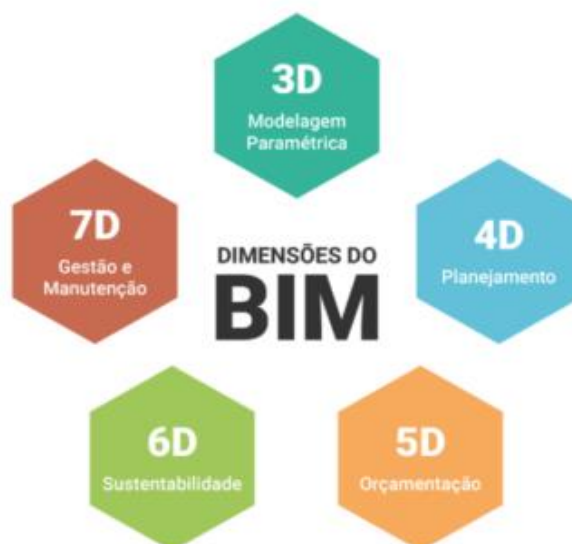 3D
Modelagem
Paramétrica
7D
Gestão e
Manutenção
DIMENSÕES DO
BIM
4D
Planejamento
6D
Sustentabilidade
5D
Orçamentação